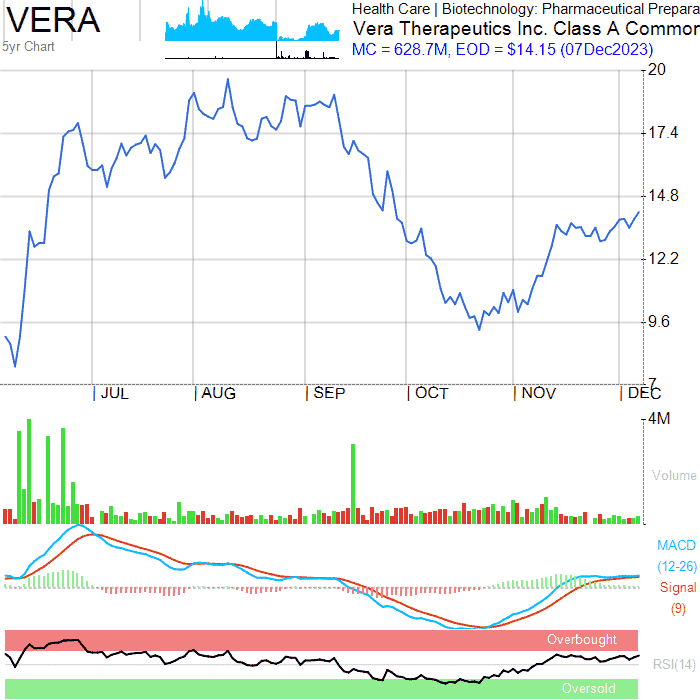 VERA
5yr Chart
Health Care | Biotechnology: Pharmaceutical Prepara
Vera Therapeutics Inc. Class A Common
MC = 628.7M, EOD = $14.15 (07Dec2023)
20
17.4
14.8
12.2
9.6
7
JUL
AUG
SEP
OCT
NOV
DEC
4M
Volume
MACD
(12-26)
Signal
(9)
Overbought
RSI(14)
Oversold